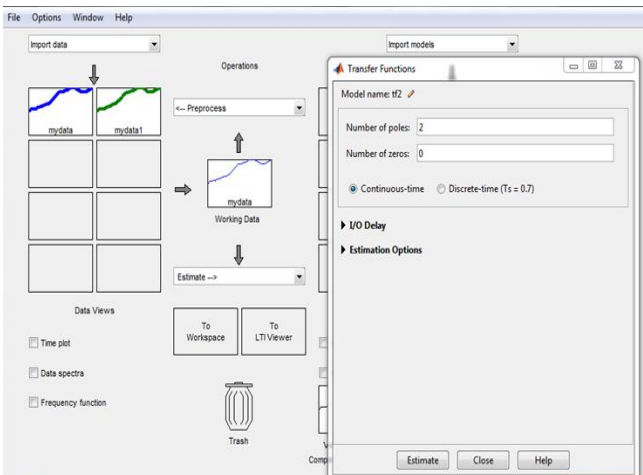 File Options Window Help
Import data
Import models
Operations
mydata
mydata1
<-- Preprocess
mydata
Working Data
Estimate -->
Data Views
To
Workspace
To
LTI Viewer
Time plot
Data spectra
Frequency function
Trash
Transfer Functions
Model name: tf2
Number of poles: 2
Number of zeros: 0
Continuous-time
Discrete-time (Ts = 0.7)
I/O Delay
Estimation Options
Estimate
Close
Help